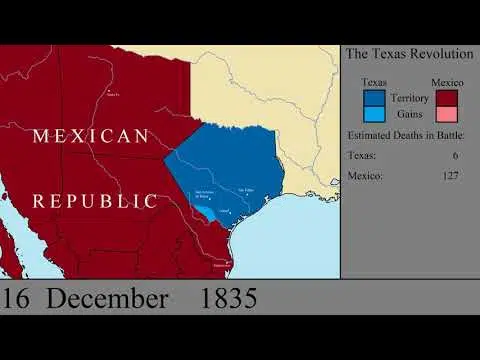 The Texas Revolution
Texas Mexico
Territory
Gains
Estimated Deaths in Battle:
Texas: 6
Mexico: 127
MEXICAN
REPUBLIC
16 December 1835